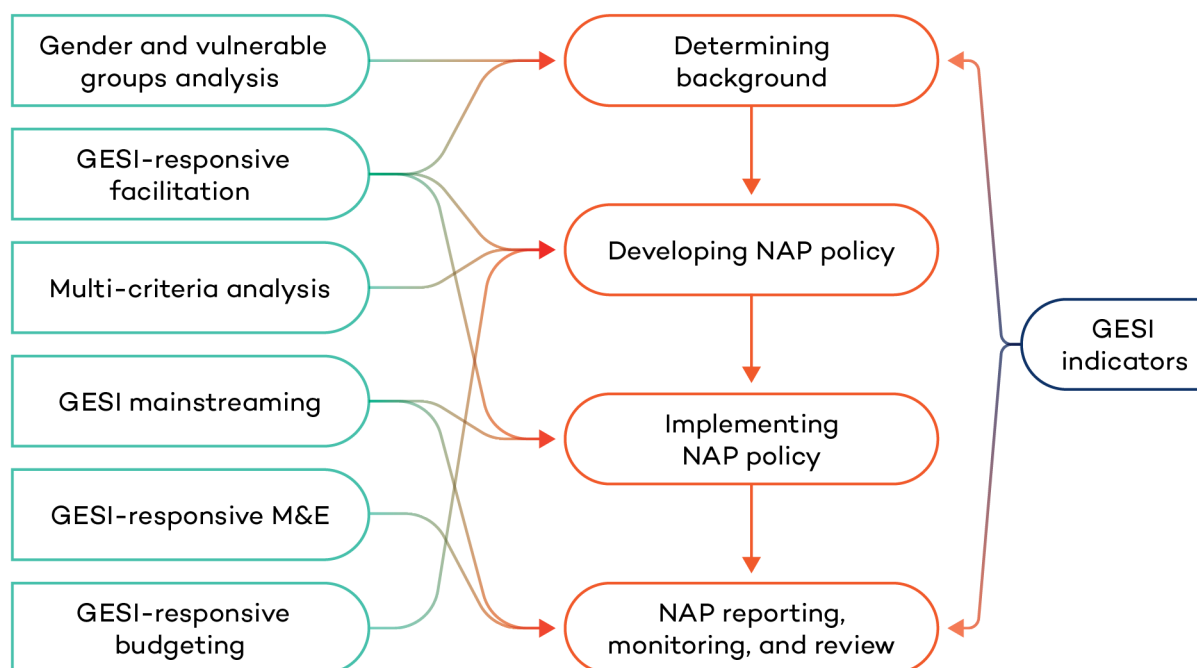 Gender and vulnerable
groups analysis
GESI-responsive
facilitation
Multi-criteria analysis
GESI mainstreaming
GESI-responsive M&E
GESI-responsive
budgeting
Determining
background
Developing NAP policy
Implementing
NAP policy
NAP reporting,
monitoring, and review
GESI
indicators